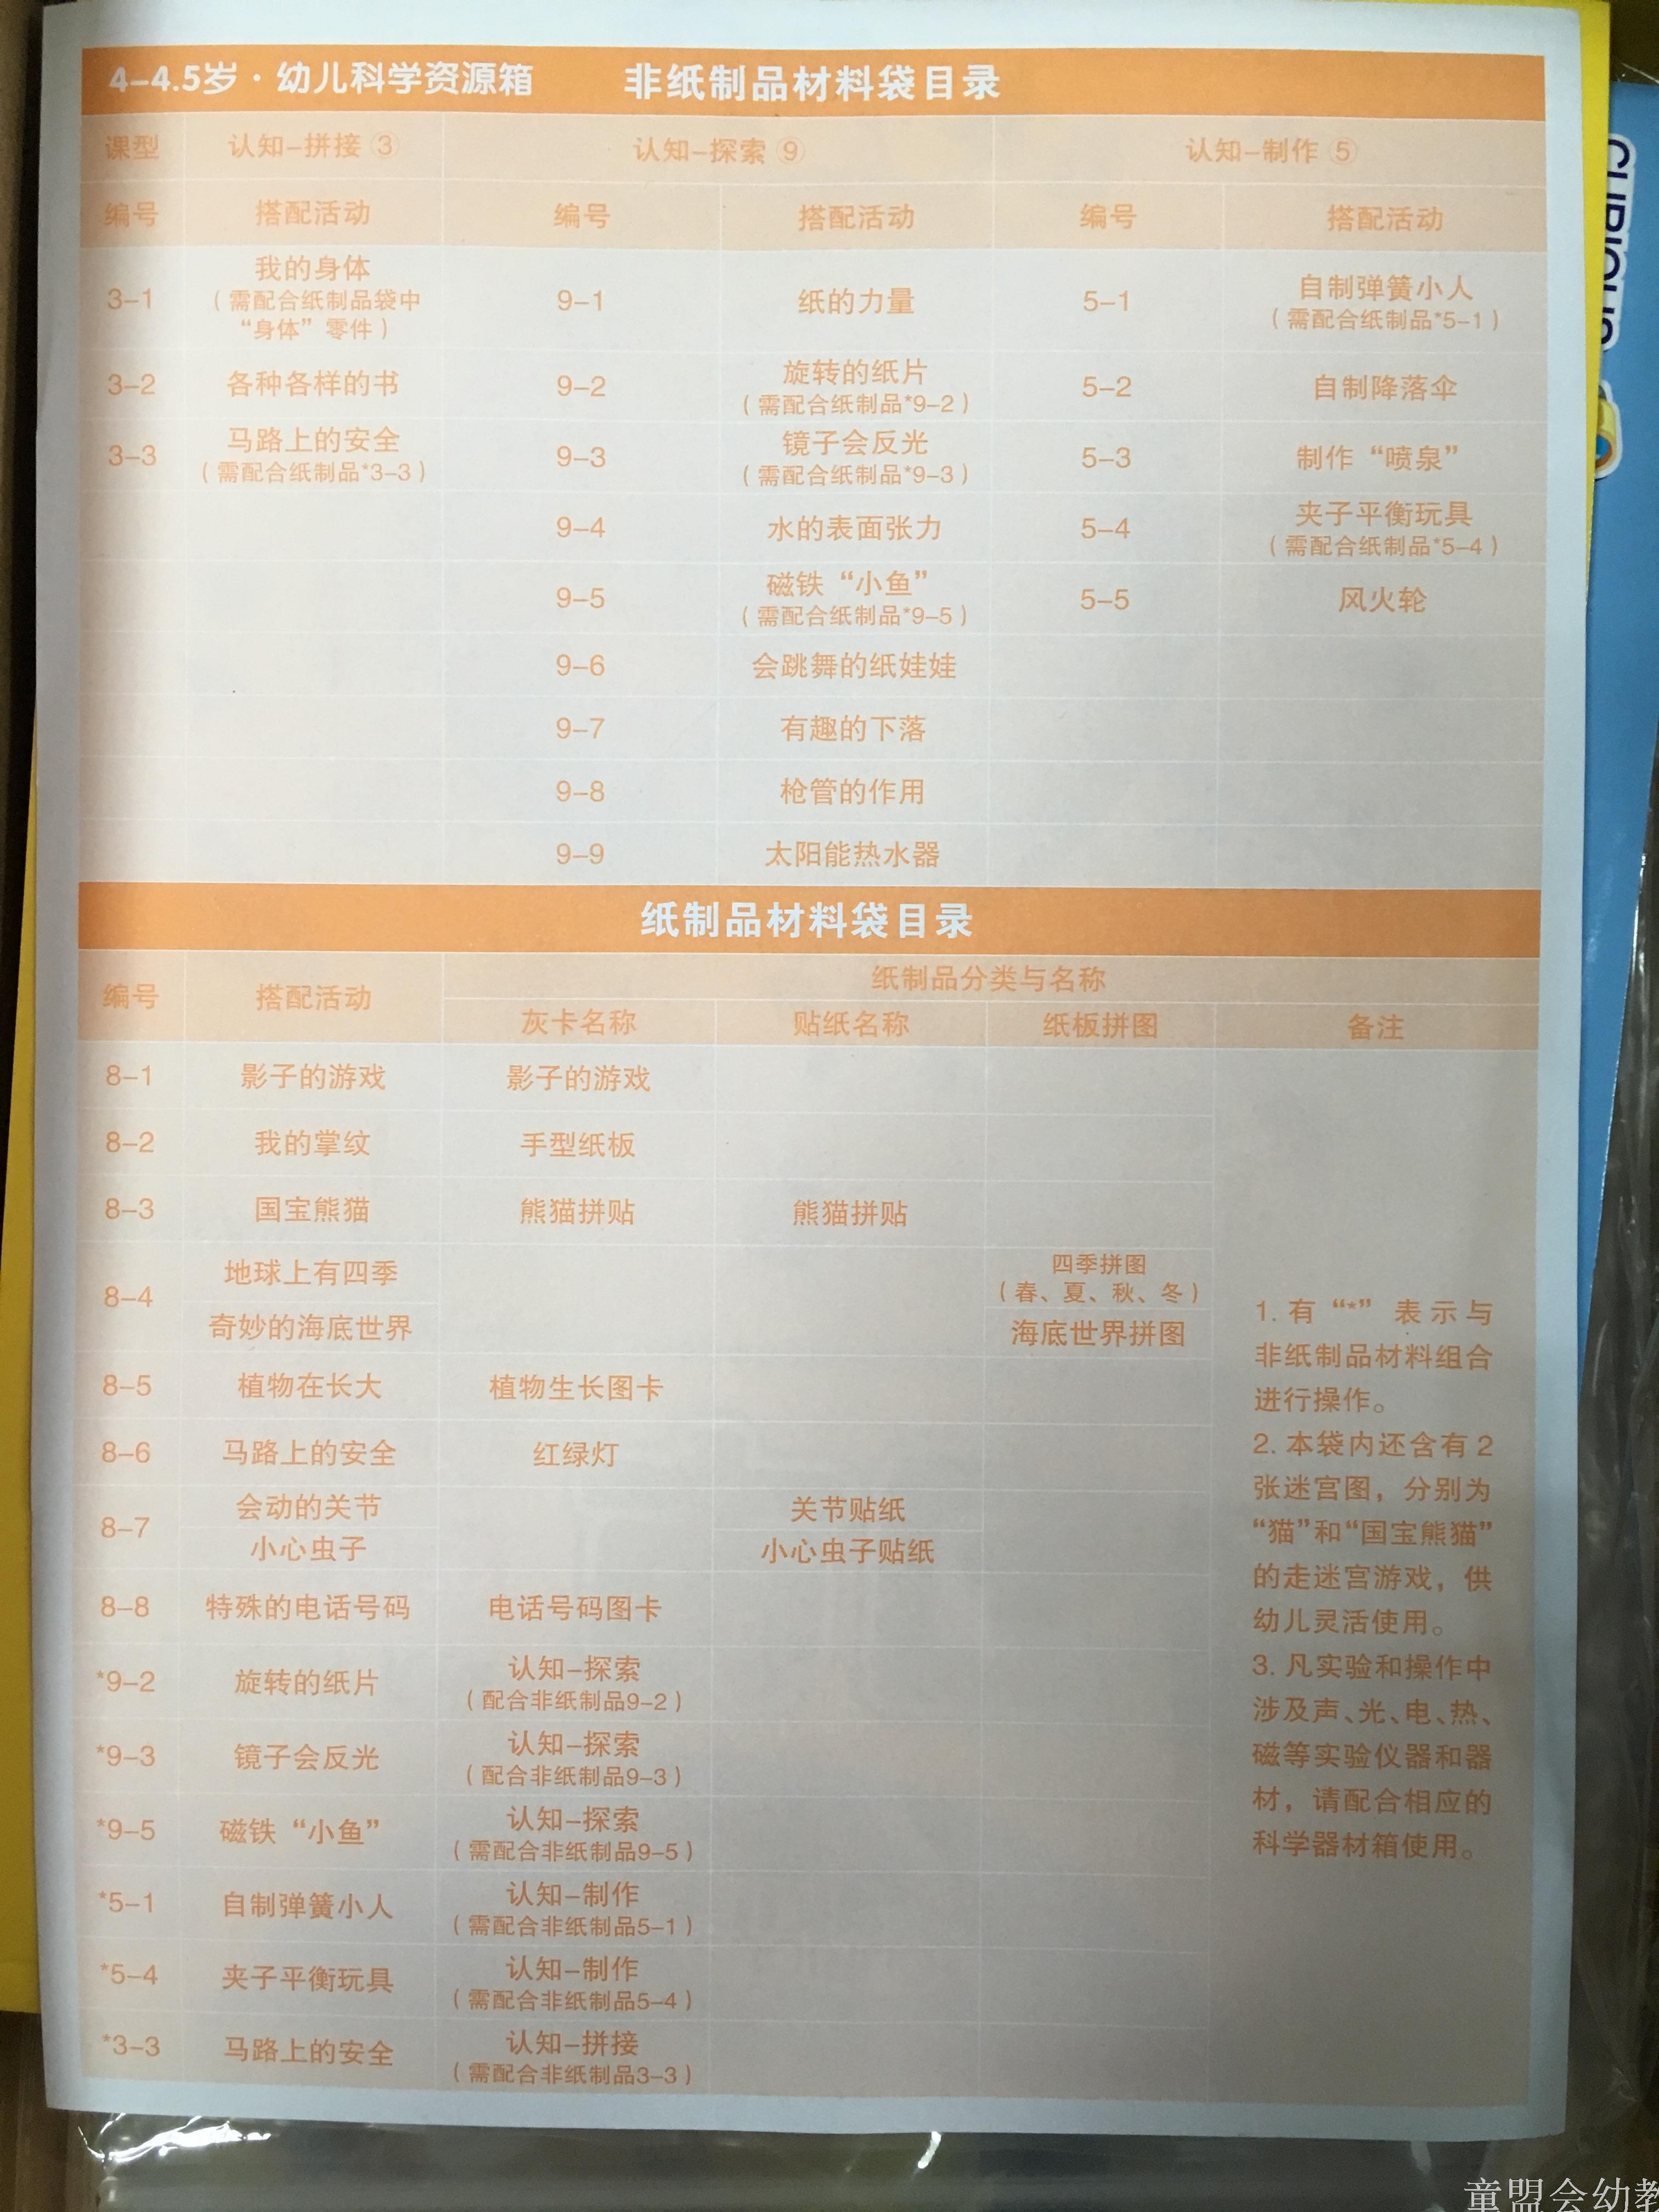 4-4.5岁·幼儿科学资源箱 非纸制品材料袋目录
课型 认知-拼接③ 认知-探索⑨ 认知-制作⑤
编号 搭配活动 编号 搭配活动 编号 搭配活动
3-1 我的身体 9-1 纸的力量 5-1 自制弹簧小人
(需配合纸制品袋中 (需配合纸制品*5-1)
“身体”零件)
3-2 各种各样的书 9-2 旋转的纸片 5-2 自制降落伞
(需配合纸制品*9-2)
3-3 马路上的安全 9-3 镜子会反光 5-3 制作“喷泉”
(需配合纸制品*3-3) (需配合纸制品*9-3)
9-4 水的表面张力 5-4 夹子平衡玩具
(需配合纸制品*5-4)
9-5 磁铁“小鱼” 5-5 风火轮
(需配合纸制品*9-5)
9-6 会跳舞的纸娃娃
9-7 有趣的下落
9-8 枪管的作用
9-9 太阳能热水器
纸制品材料袋目录
编号 搭配活动 纸制品分类与名称
灰卡名称 贴纸名称 纸板拼图 备注
8-1 影子的游戏 影子的游戏
8-2 我的掌纹 手型纸板
8-3 国宝熊猫 熊猫拼贴 熊猫拼贴
8-4 地球上有四季 四季拼图
(春、夏、秋、冬)
奇妙的海底世界 海底世界拼图
8-5 植物在长大 植物生长图卡
8-6 马路上的安全 红绿灯
8-7 会动的关节 关节贴纸
小心虫子 小心虫子贴纸
8-8 特殊的电话号码 电话号码图卡
*9-2 旋转的纸片 认知-探索
(配合非纸制品9-2)
*9-3 镜子会反光 认知-探索
(配合非纸制品9-3)
*9-5 磁铁“小鱼” 认知-探索
(需配合非纸制品9-5)
*5-1 自制弹簧小人 认知-制作
(需配合非纸制品5-1)
*5-4 夹子平衡玩具 认知-制作
(需配合非纸制品5-4)
*3-3 马路上的安全 认知-拼接
(需配合非纸制品3-3)
1.有“*”表示与
非纸制品材料组合
进行操作。
2.本袋内还含有2
张迷宫图，分别为
“猫”和“国宝熊猫”
的走迷宫游戏，供
幼儿灵活使用。
3.凡实验和操作中
涉及声、光、电、热、
磁等实验仪器和器
材，请配合相应的
科学器材箱使用。
童盟会幼教